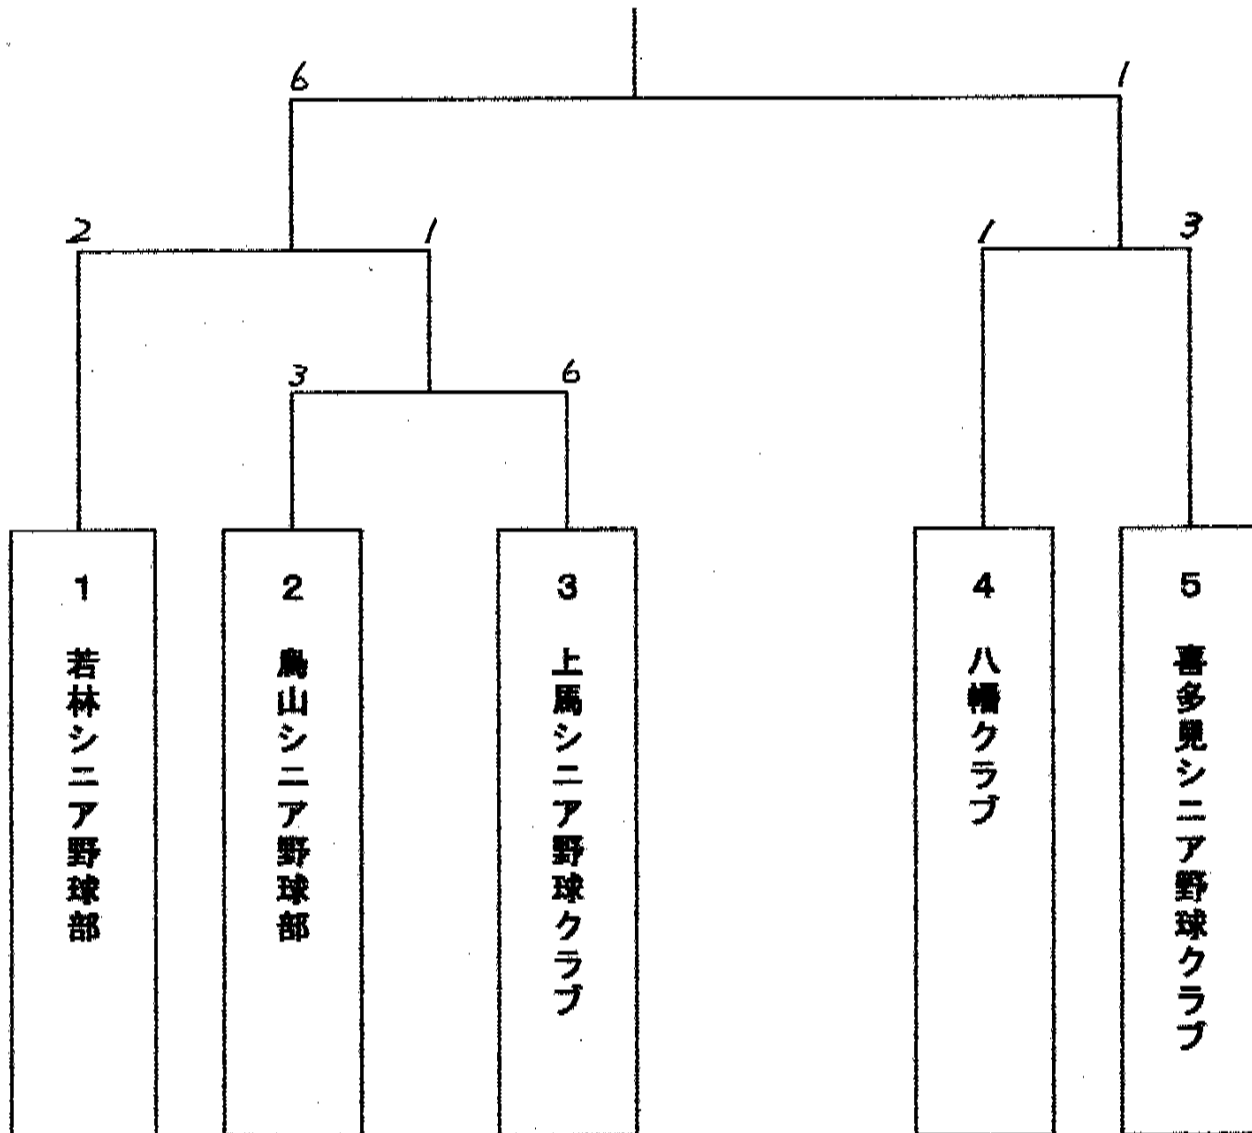 6 1
2 1 1 3
3 6
1 若林シニア野球部
2 烏山シニア野球部
3 上馬シニア野球クラブ
4 八幡クラブ
5 喜多見シニア野球クラブ